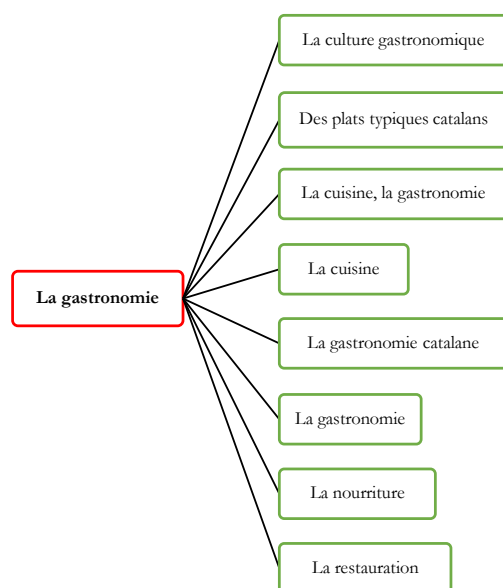 La culture gastronomique
Des plats typiques catalans
La cuisine, la gastronomie
La cuisine
La gastronomie
La gastronomie catalane
La gastronomie
La nourriture
La restauration